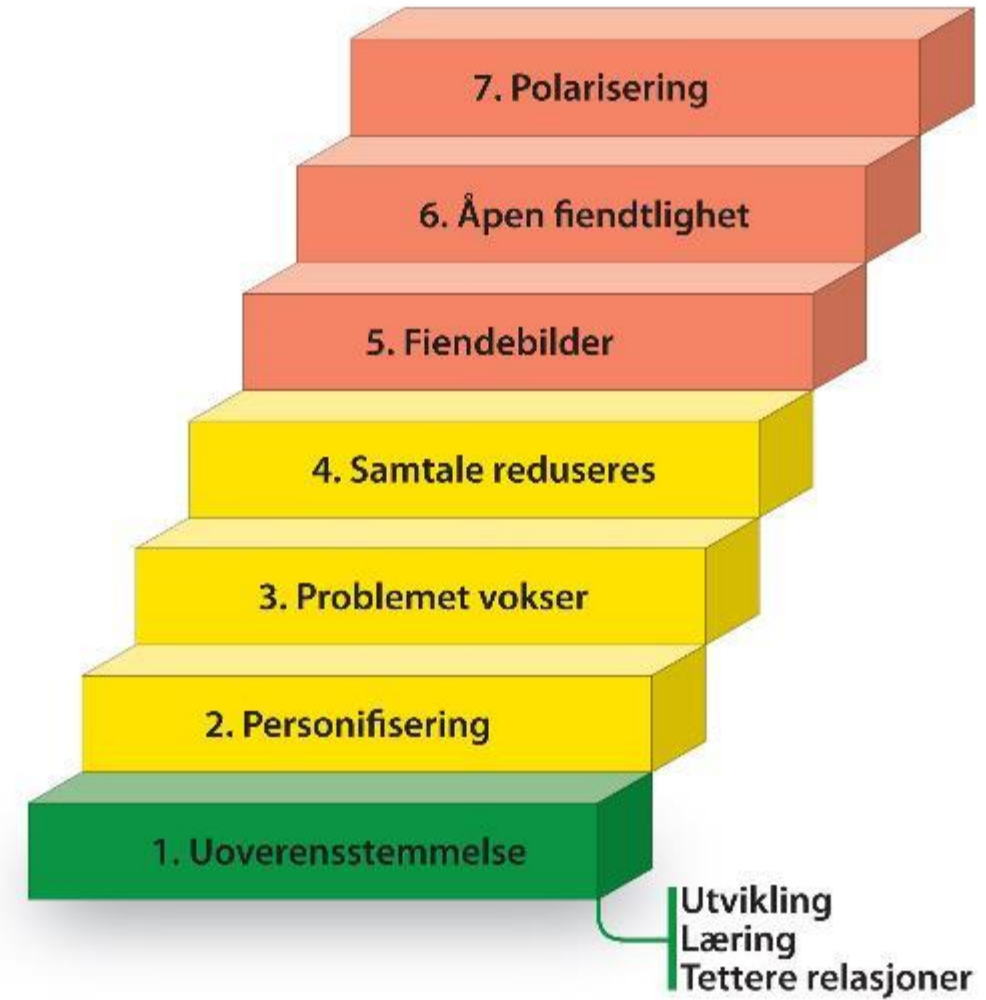 7. Polarisering
6. Åpen fiendtlighet
5. Fiendebilder
4. Samtale reduseres
3. Problemet vokser
2. Personifisering
1. Uoverensstemmelse
Utvikling
Læring
Tettere relasjoner